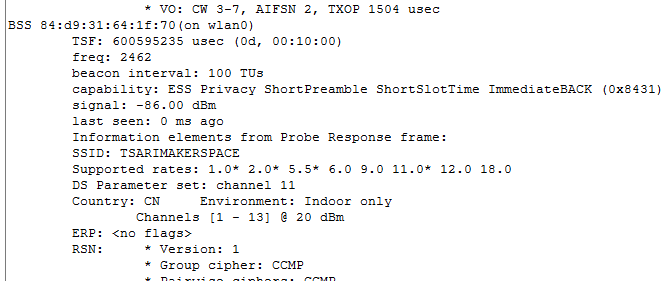 * VO: CW 3-7, AIFSN 2, TXOP 1504 usec
BSS 84:d9:31:64:1f:70(on wlan0)
TSF: 600595235 usec (0d, 00:10:00)
freq: 2462
beacon interval: 100 TUs
capability: ESS Privacy ShortPreamble ShortSlotTime ImmediateBACK (0x8431)
signal: -86.00 dBm
last seen: 0 ms ago
Information elements from Probe Response frame:
SSID: TSARIMAKERSPACE
Supported rates: 1.0* 2.0* 5.5* 6.0 9.0 11.0* 12.0 18.0
DS Parameter set: channel 11
Country: CN Environment: Indoor only
Channels [1 - 13] @ 20 dBm
ERP: <no flags>
RSN: * Version: 1
* Group cipher: CCMP
* Pairwise ciphers: CCMP